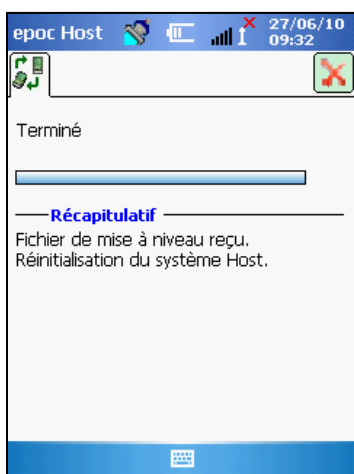 epoc Host 27/06/10
09:32
Terminé
Récapitulatif
Fichier de mise à niveau reçu.
Réinitialisation du système Host.